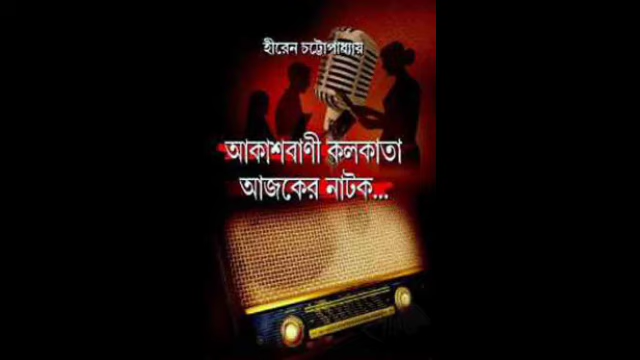 হীরেন চট্টোপাধ্যায়
আকাশবাণী কলকাতা
আজকের নাটক...